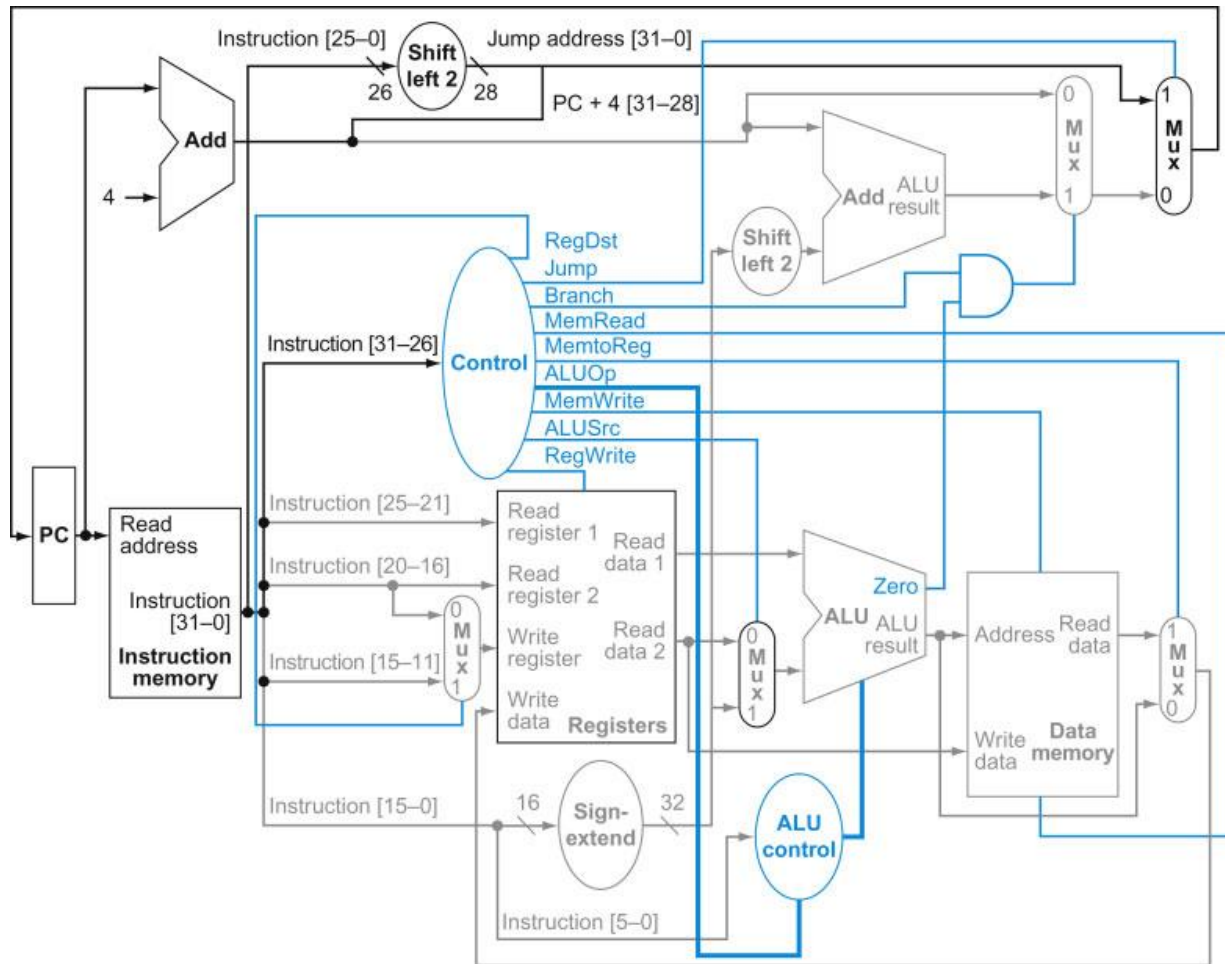 Instruction [25–0]
Shift
left 2
Jump address [31–0]
26
28
PC + 4 [31–28]
Add
4
0
M
u
x
1
1
M
u
x
0
Add
ALU
result
Shift
left 2
RegDst
Jump
Branch
MemRead
MemtoReg
ALUOp
MemWrite
ALUSrc
RegWrite
Instruction [31–26]
Control
PC
Read
address
Instruction
[31–0]
Instruction
memory
Instruction [25–21]
Instruction [20–16]
Instruction [15–11]
0
M
u
x
1
Read
register 1
Read
register 2
Write
register
Write
data
Read
data 1
Read
data 2
Registers
0
M
u
x
1
Zero
ALU
ALU
result
Address
Read
data
Write
data
Data
memory
1
M
u
x
0
Instruction [15–0]
16
Sign-
extend
32
ALU
control
Instruction [5–0]